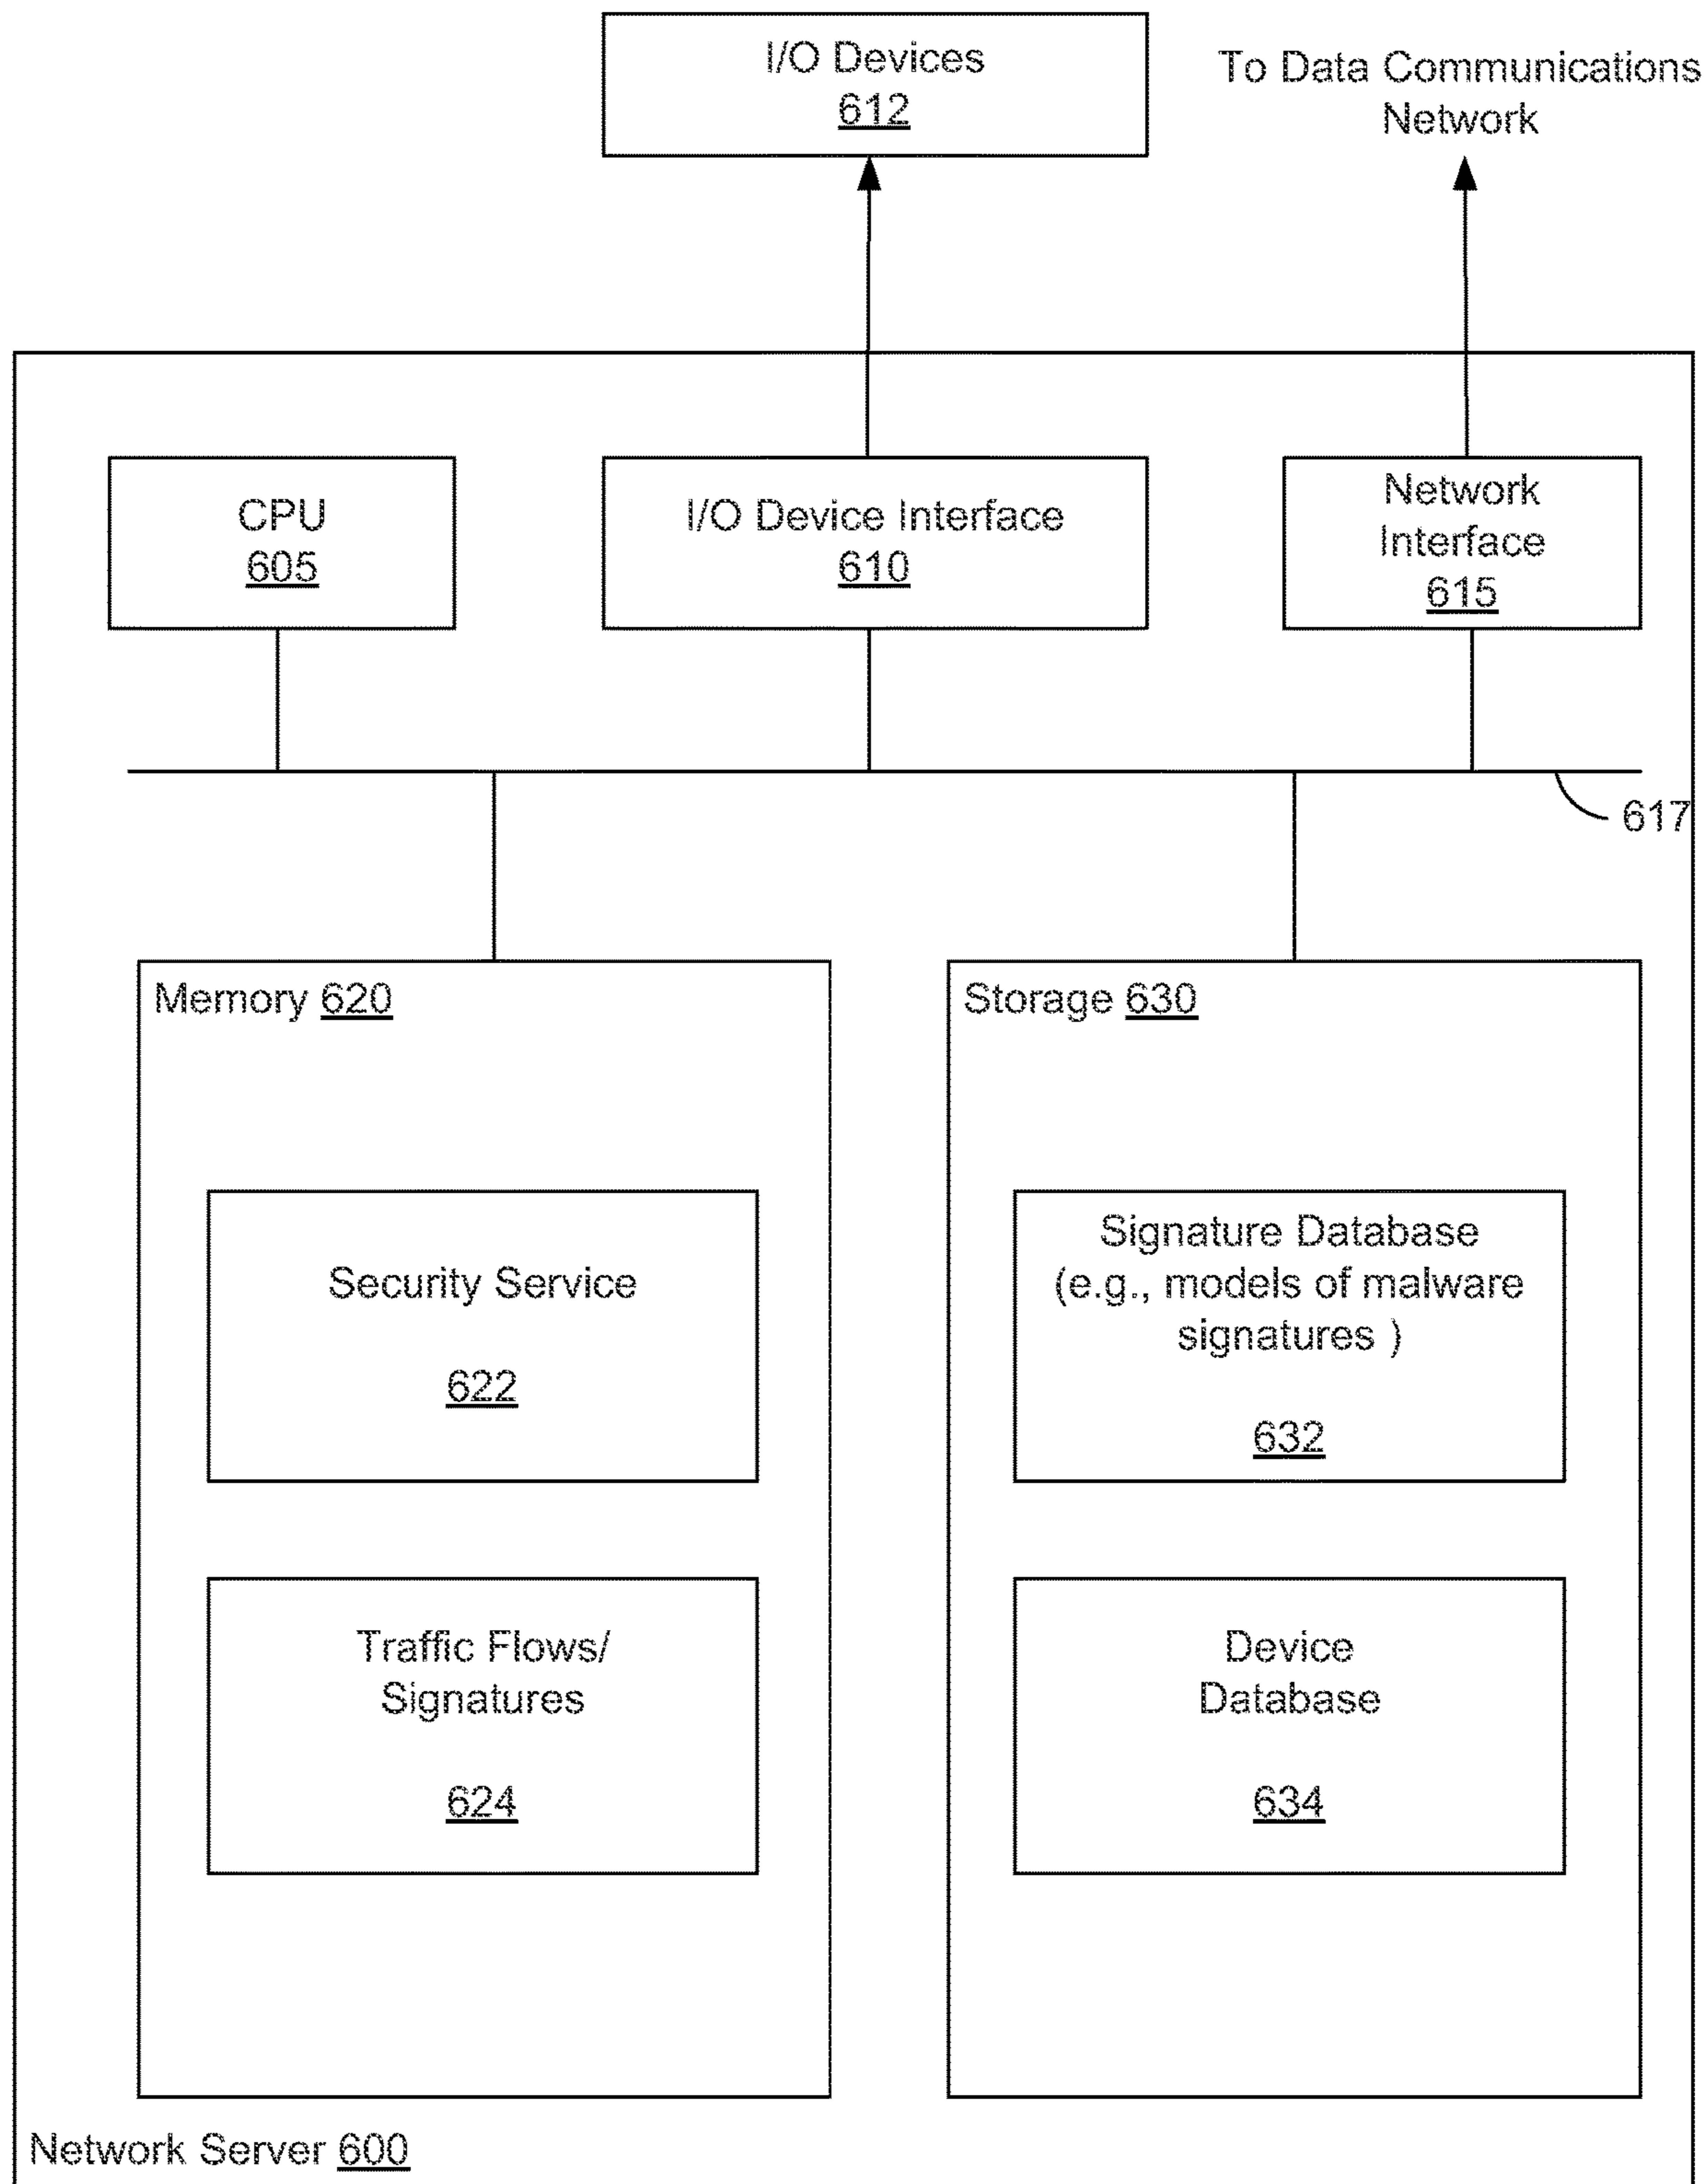 I/O Devices
612
To Data Communications
Network
CPU
605
I/O Device Interface
610
Network
Interface
615
617
Memory 620
Storage 630
Security Service
622
Signature Database
(e.g., models of malware
signatures )
632
Traffic Flows/
Signatures
624
Device
Database
634
Network Server 600